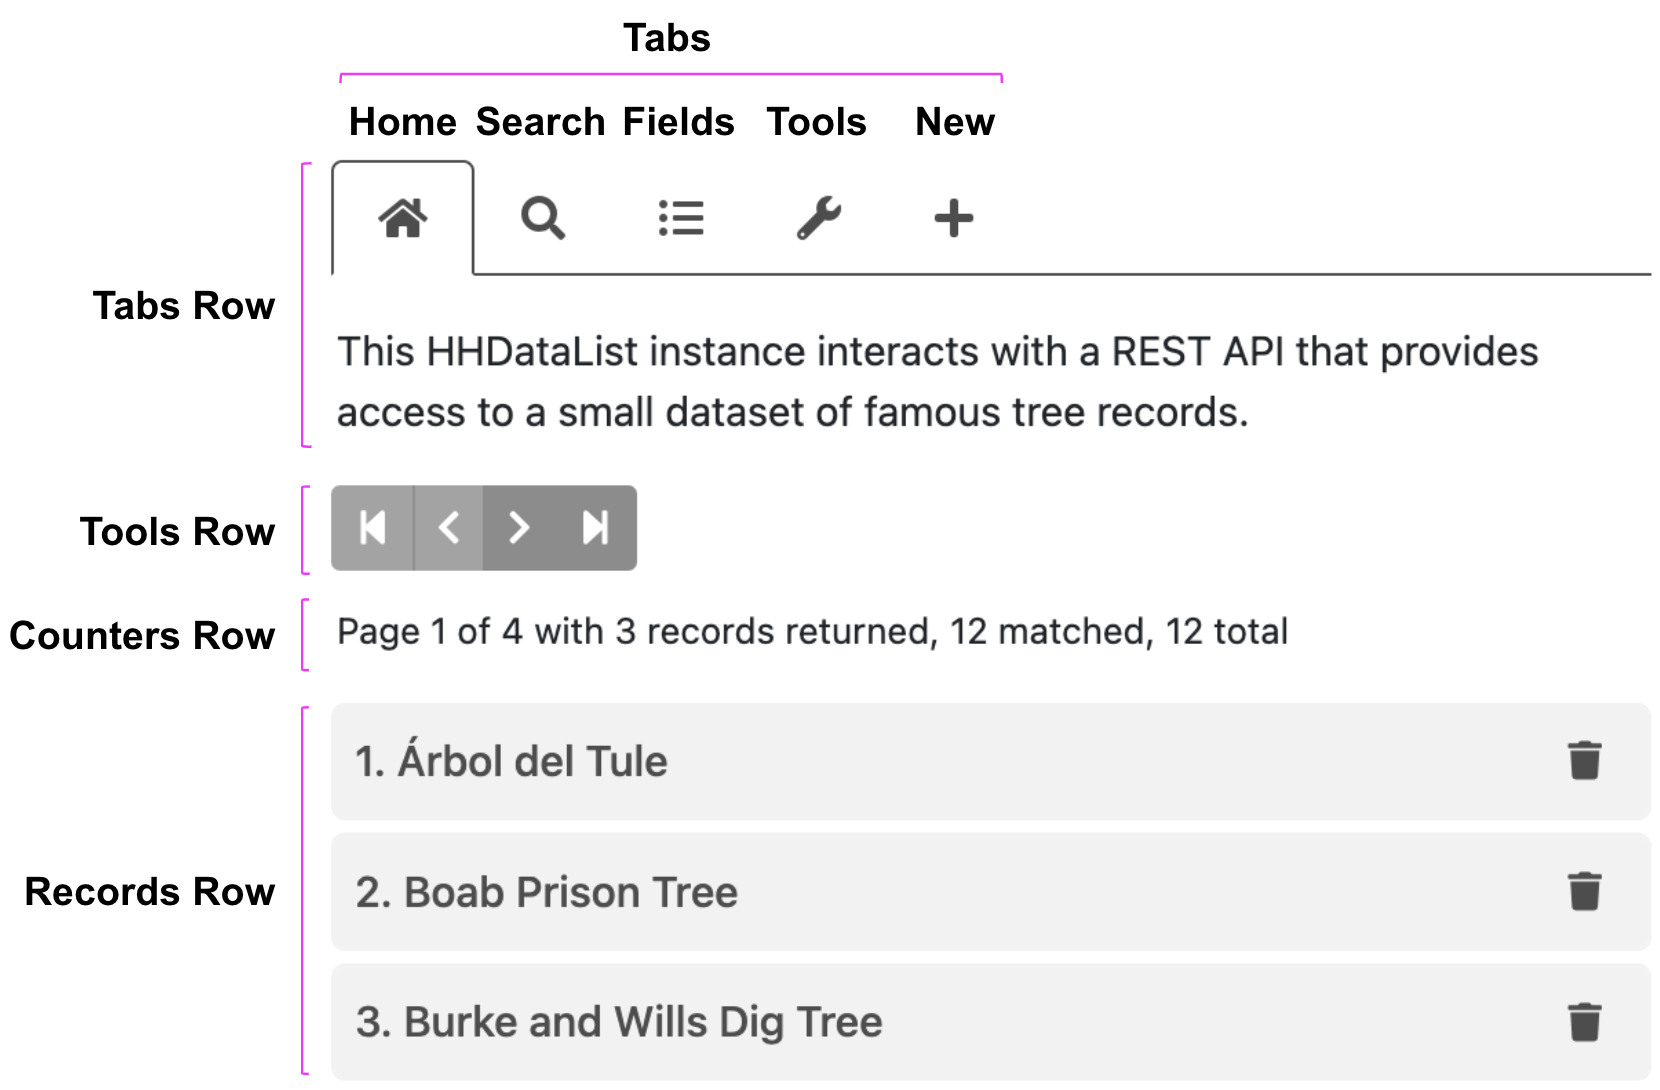 Tabs
Home Search Fields Tools New
Tabs Row
This HHDataList instance interacts with a REST API that provides
access to a small dataset of famous tree records.
Tools Row
Counters Row
Page 1 of 4 with 3 records returned, 12 matched, 12 total
1. Árbol del Tule
Records Row
2. Boab Prison Tree
3. Burke and Wills Dig Tree